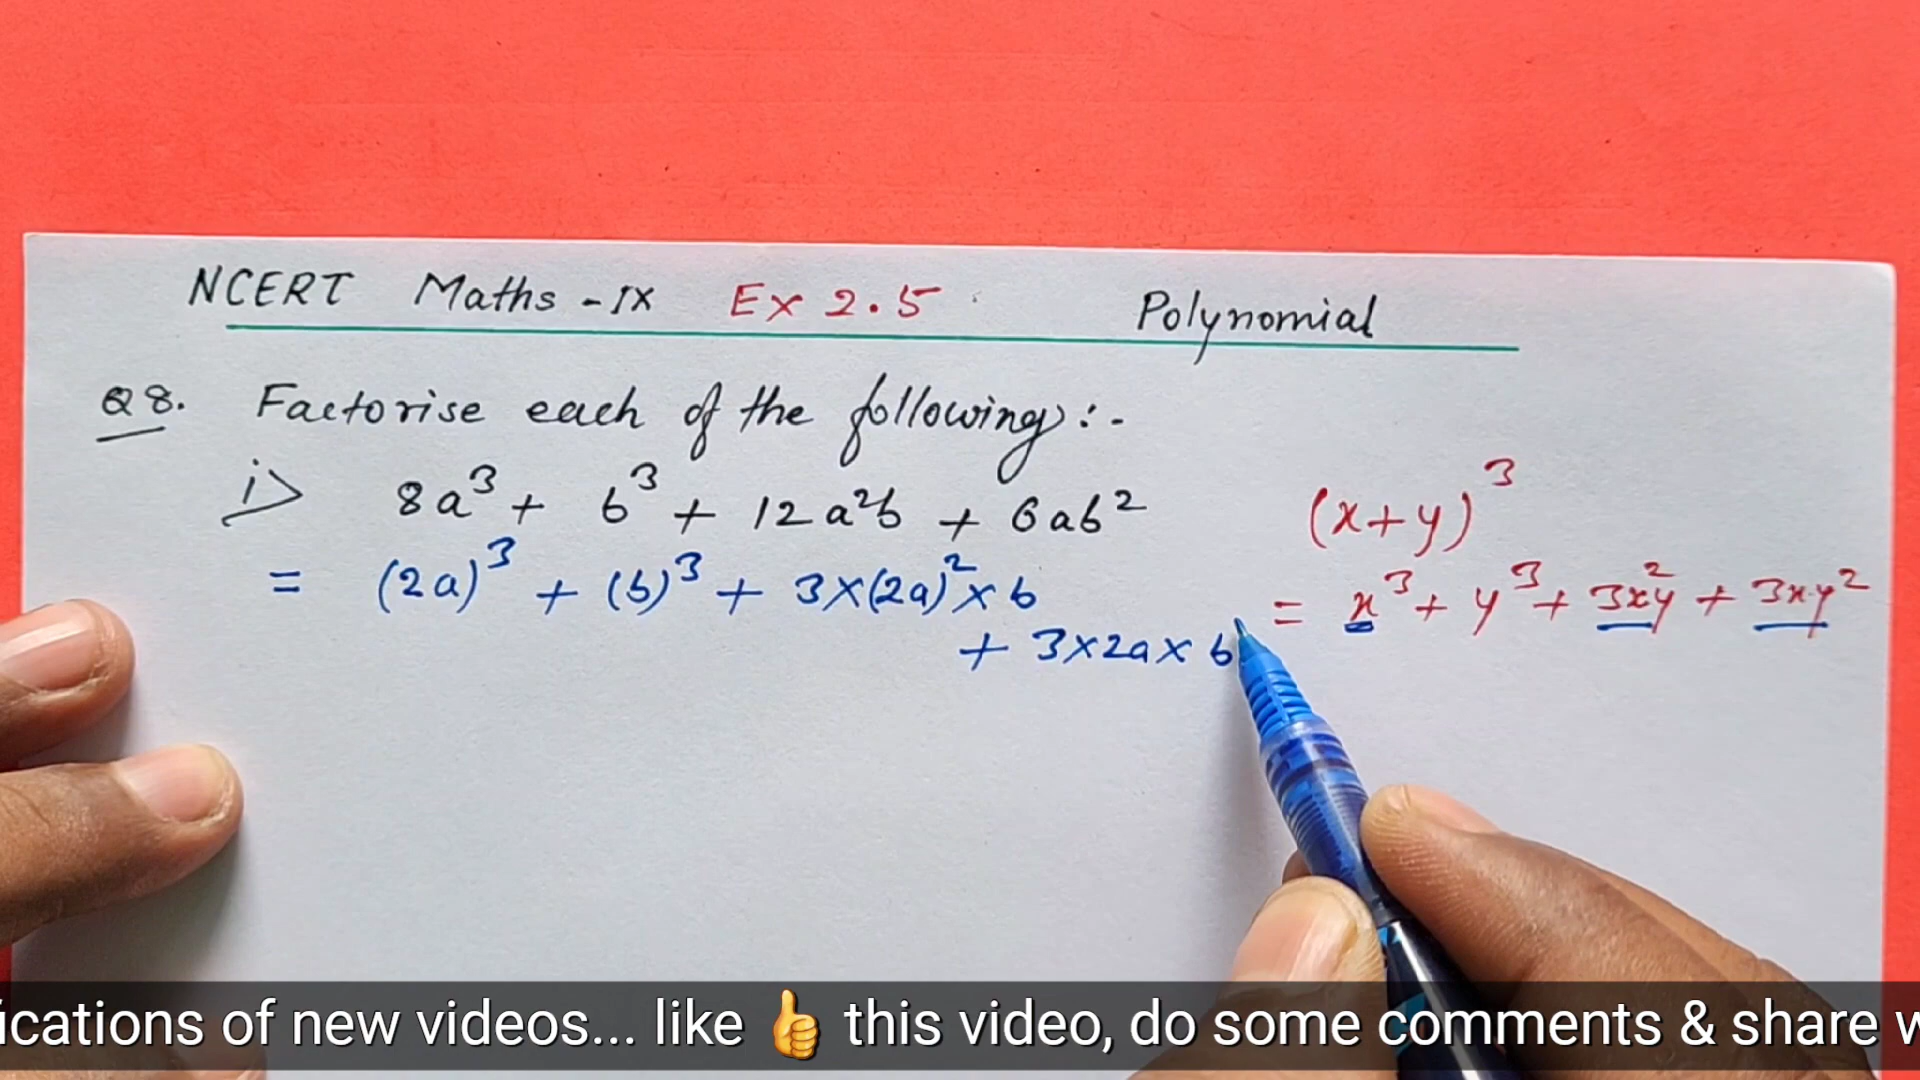 NCERT Maths - IX Ex 2.5 Polynomial
Q8. Factorise each of the following:-
i> 8a³ + b³ + 12a²b + 6ab²
= (2a)³ + (b)³ + 3×(2a)²×b
+ 3×2a×b
(x+y)³
= x³ + y³ + 3x²y + 3xy²
ications of new videos... like 👍 this video, do some comments & share w